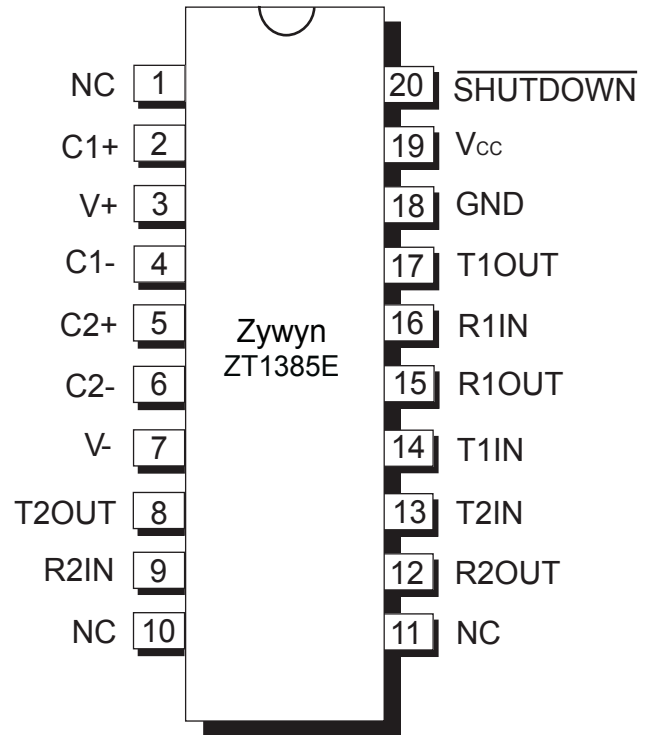 NC 1 20 SHUTDOWN
C1+ 2 19 Vcc
V+ 3 18 GND
C1- 4 17 T1OUT
C2+ 5 16 R1IN
Zywyn
ZT1385E
C2- 6 15 R1OUT
V- 7 14 T1IN
T2OUT 8 13 T2IN
R2IN 9 12 R2OUT
NC 10 11 NC